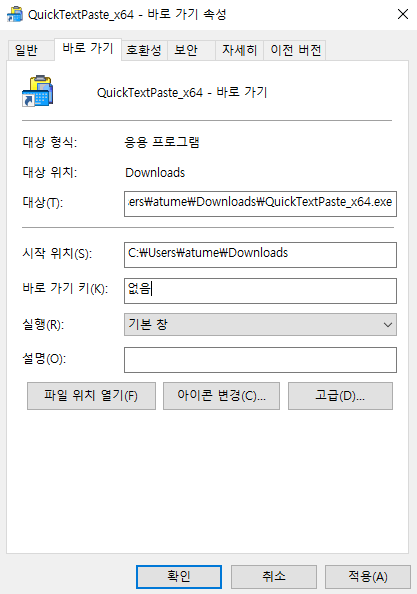 QuickTextPaste_x64 - 바로 가기 속성
일반 바로 가기 호환성 보안 자세히 이전 버전
QuickTextPaste_x64 - 바로 가기
대상 형식: 응용 프로그램
대상 위치: Downloads
대상(T): ers￦atume￦Downloads￦QuickTextPaste_x64.exe
시작 위치(S): C:￦Users￦atume￦Downloads
바로 가기 키(K): 없음
실행(R): 기본 창
설명(O):
파일 위치 열기(F) 아이콘 변경(C)... 고급(D)...
확인 취소 적용(A)